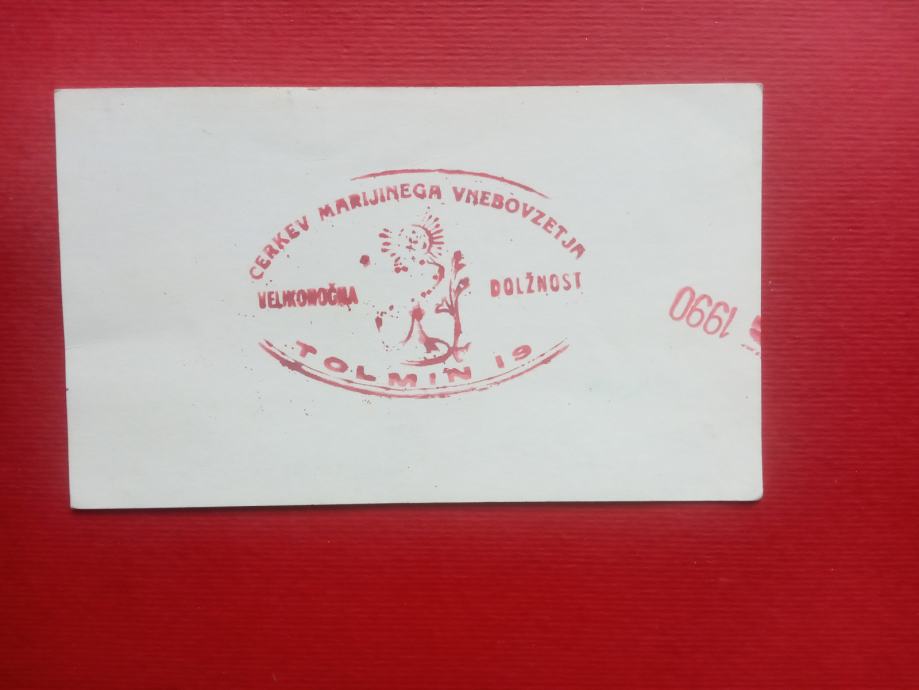 CERKEV MARIJINEGA VNEBOVZETJA
VELIKONOČNA DOLŽNOST
TOLMIN 19
1990